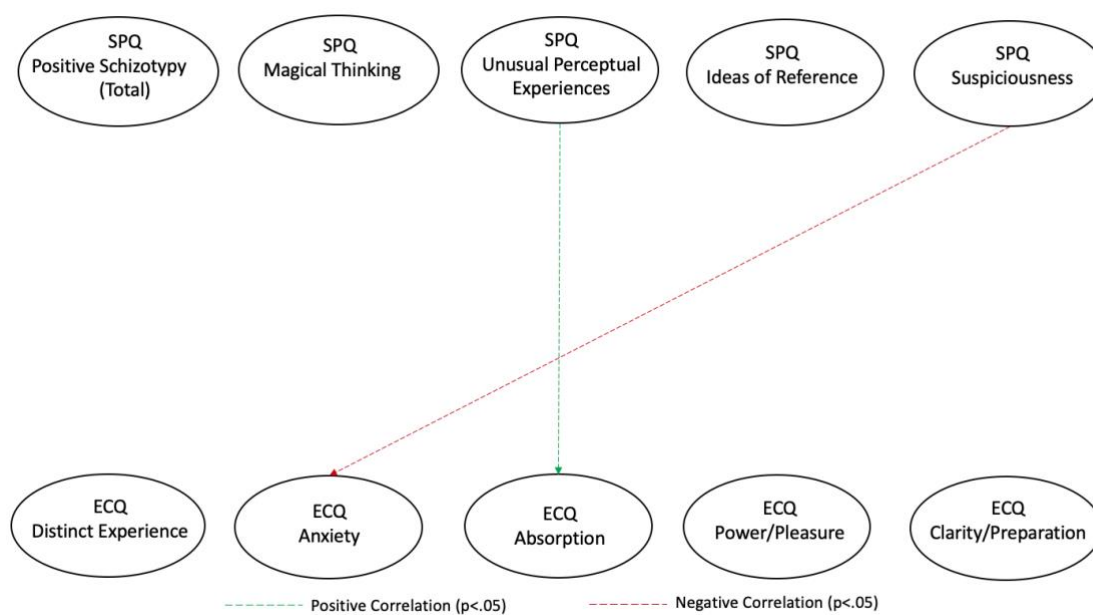 SPQ
Positive Schizotypy
(Total)
SPQ
Magical Thinking
SPQ
Unusual Perceptual
Experiences
SPQ
Ideas of Reference
SPQ
Suspiciousness
ECQ
Distinct Experience
ECQ
Anxiety
ECQ
Absorption
ECQ
Power/Pleasure
ECQ
Clarity/Preparation
Positive Correlation (p<.05)
Negative Correlation (p<.05)